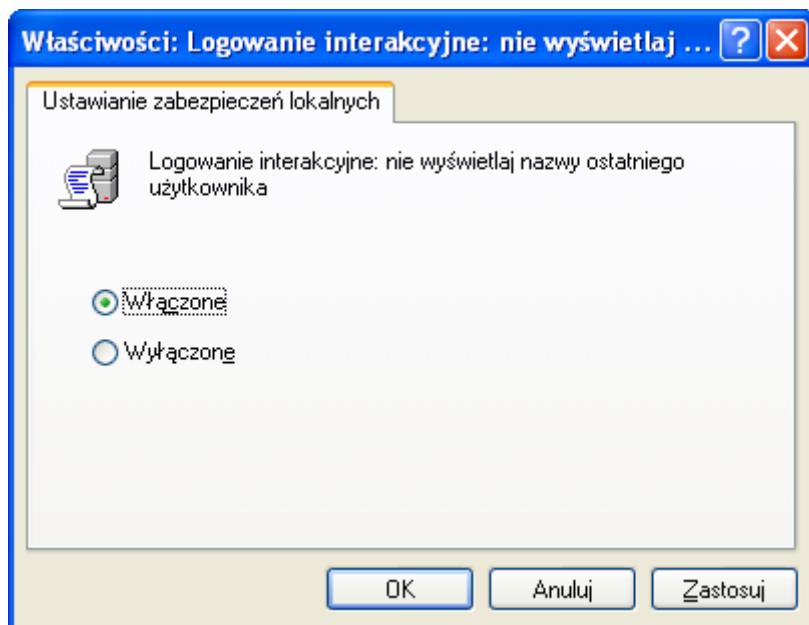 Właściwości: Logowanie interakcyjne: nie wyświetlaj ...
Ustawianie zabezpieczeń lokalnych
Logowanie interakcyjne: nie wyświetlaj nazwy ostatniego
użytkownika
Włączone
Wyłączone
OK Anuluj Zastosuj